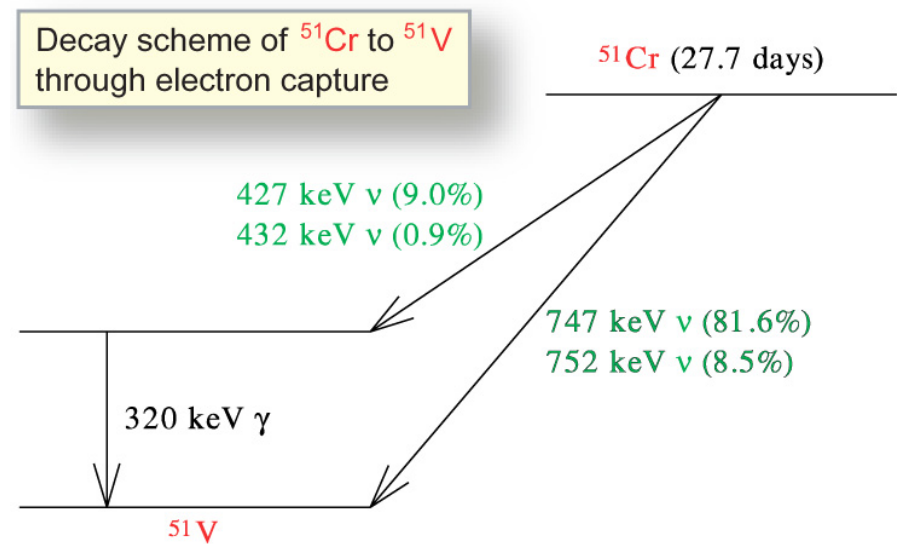 Decay scheme of ⁵¹Cr to ⁵¹V
through electron capture
⁵¹Cr (27.7 days)
427 keV ν (9.0%)
432 keV ν (0.9%)
747 keV ν (81.6%)
752 keV ν (8.5%)
320 keV γ
⁵¹V